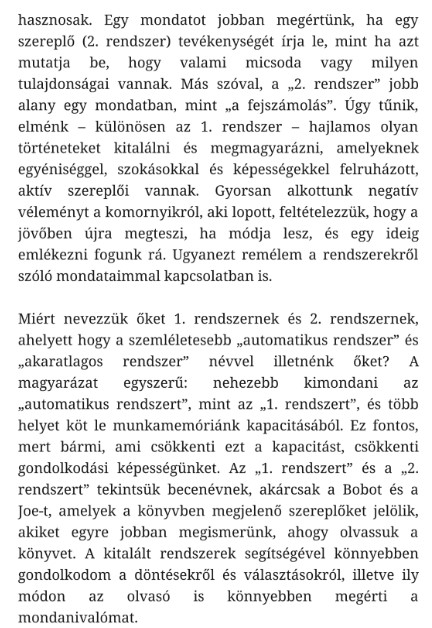 hasznosak. Egy mondatot jobban megértünk, ha egy
szereplő (2. rendszer) tevékenységét írja le, mint ha azt
mutatja be, hogy valami micsoda vagy milyen
tulajdonságai vannak. Más szóval, a „2. rendszer” jobb
alany egy mondatban, mint „a fejszámolás”. Úgy tűnik,
elménk – különösen az 1. rendszer – hajlamos olyan
történeteket kitalálni és megmagyarázni, amelyeknek
egyéniséggel, szokásokkal és képességekkel felruházott,
aktív szereplői vannak. Gyorsan alkottunk negatív
véleményt a komornyikról, aki lopott, feltételezzük, hogy a
jövőben újra megteszi, ha módja lesz, és egy ideig
emlékezni fogunk rá. Ugyanezt remélem a rendszerekről
szóló mondataimmal kapcsolatban is.

Miért nevezzük őket 1. rendszernek és 2. rendszernek,
ahelyett hogy a szemléletesebb „automatikus rendszer” és
„akaratlagos rendszer” névvel illetnénk őket? A
magyarázat egyszerű: nehezebb kimondani az
„automatikus rendszert”, mint az „1. rendszert”, és több
helyet köt le munkamemóriánk kapacitásából. Ez fontos,
mert bármi, ami csökkenti ezt a kapacitást, csökkenti
gondolkodási képességünket. Az „1. rendszert” és a „2.
rendszert” tekintsük becenévnek, akárcsak a Bobot és a
Joe-t, amelyek a könyvben megjelenő szereplőket jelölik,
akiket egyre jobban megismerünk, ahogy olvassuk a
könyvet. A kitalált rendszerek segítségével könnyebben
gondolkodom a döntésekről és választásokról, illetve ily
módon az olvasó is könnyebben megérti a
mondanivalómat.